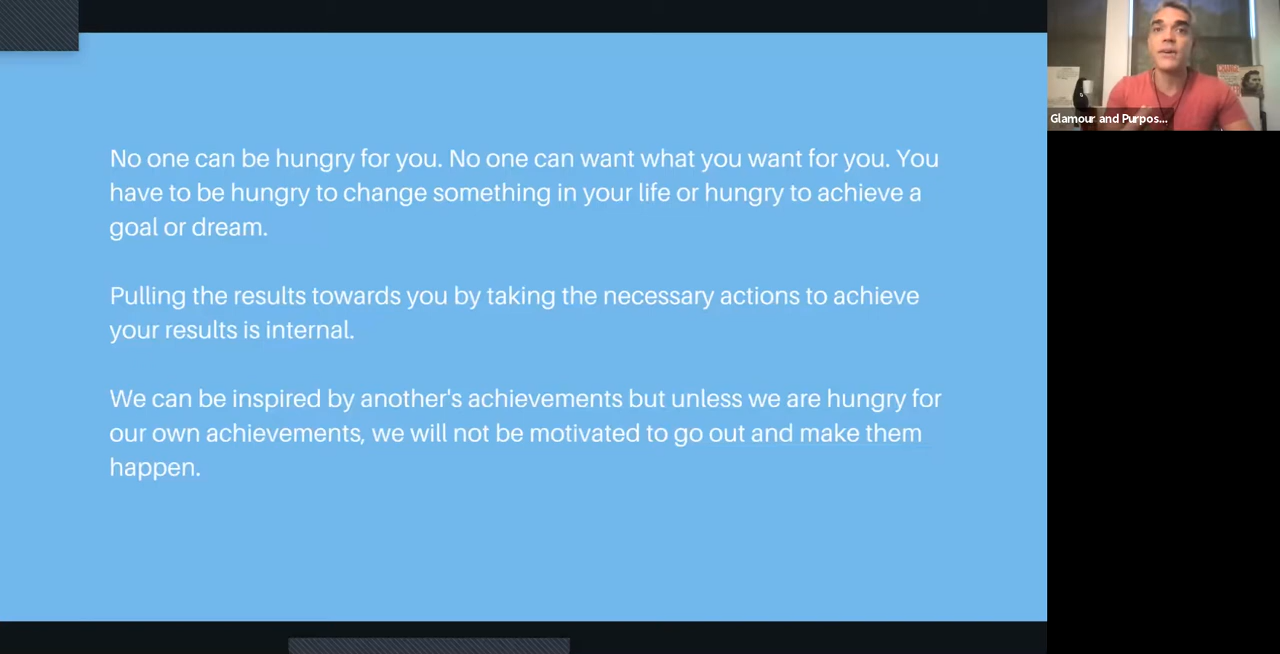 No one can be hungry for you. No one can want what you want for you. You
have to be hungry to change something in your life or hungry to achieve a
goal or dream.
Pulling the results towards you by taking the necessary actions to achieve
your results is internal.
We can be inspired by another's achievements but unless we are hungry for
our own achievements, we will not be motivated to go out and make them
happen.
Glamour and Purpos...